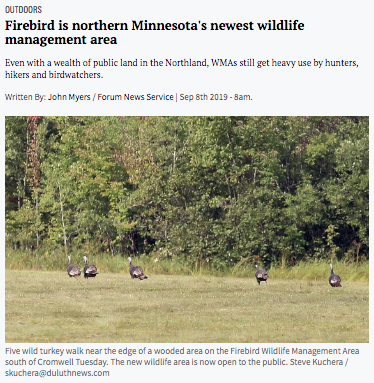 OUTDOORS
Firebird is northern Minnesota's newest wildlife
management area
Even with a wealth of public land in the Northland, WMAs still get heavy use by hunters,
hikers and birdwatchers.
Written By: John Myers / Forum News Service | Sep 8th 2019 - 8am.
Five wild turkey walk near the edge of a wooded area on the Firebird Wildlife Management Area
south of Cromwell Tuesday. The new wildlife area is now open to the public. Steve Kuchera /
skuchera@duluthnews.com